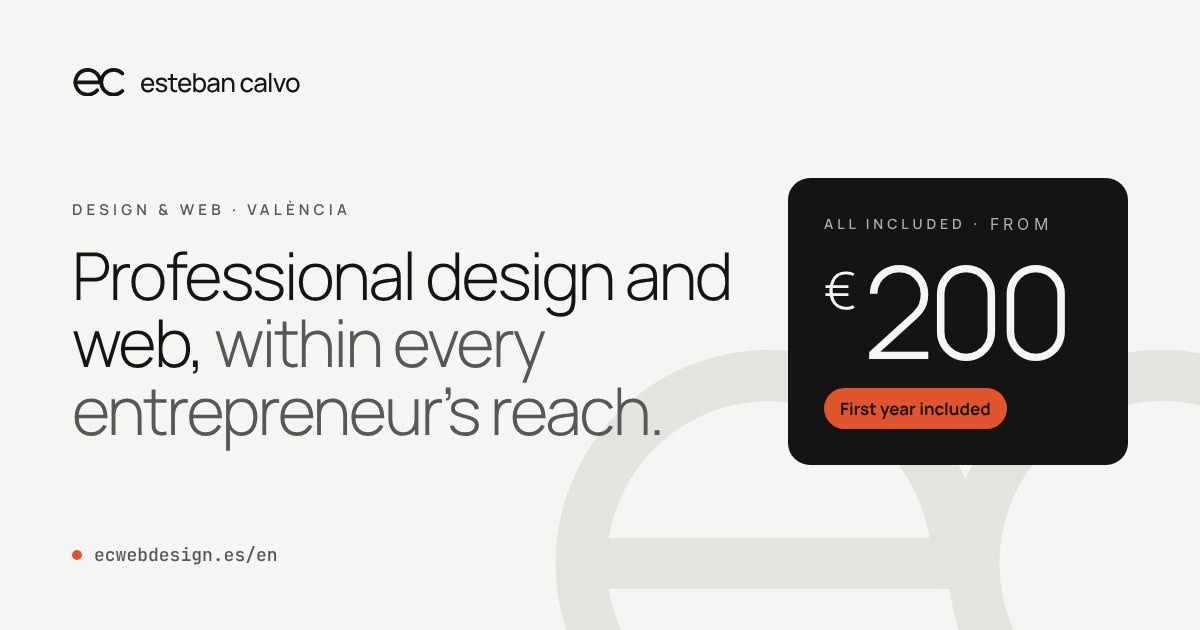 ec esteban calvo
DESIGN & WEB · VALÈNCIA
Professional design and
web, within every
entrepreneur’s reach.
ecwebdesign.es/en
ALL INCLUDED · FROM
€200
First year included